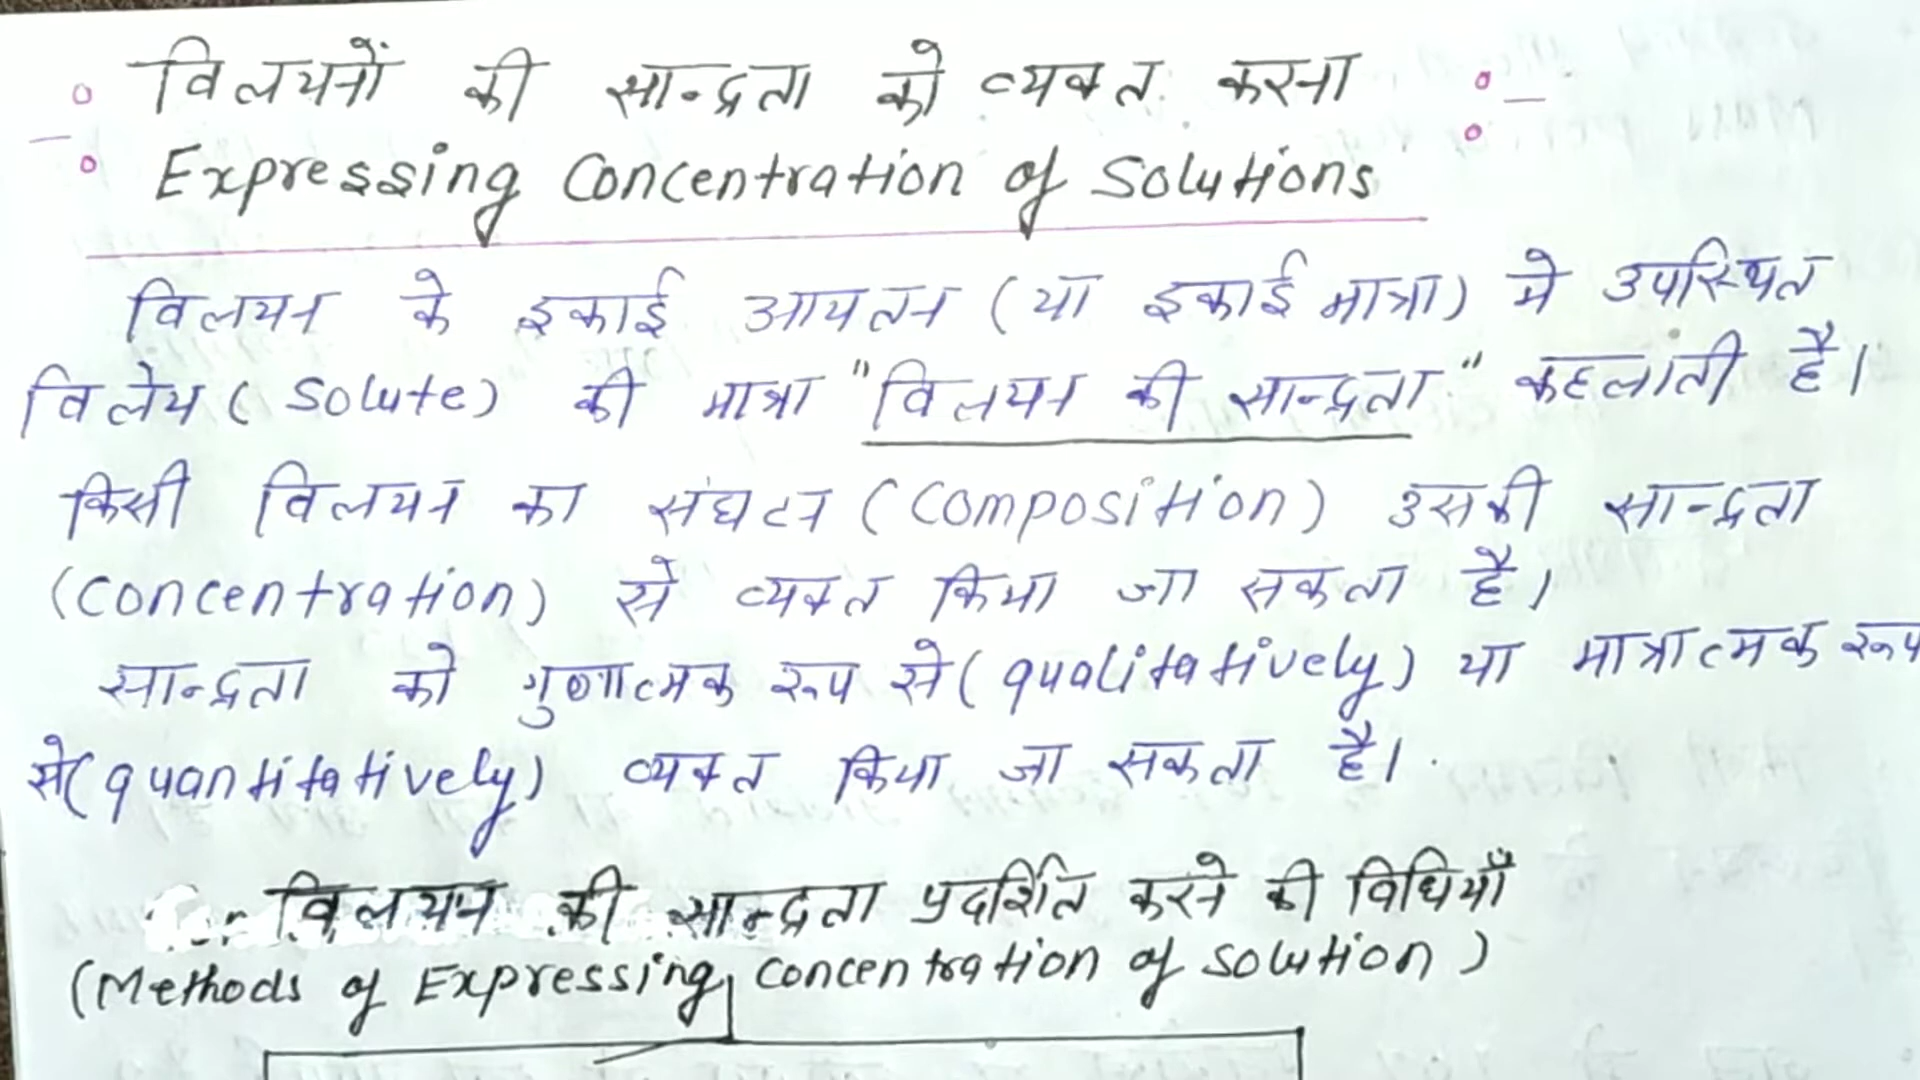 विलयनों की सान्द्रता को व्यक्त करना
Expressing Concentration of Solutions
विलयन के इकाई आयतन (या इकाई मात्रा) मे उपस्थित
विलेय (Solute) की मात्रा "विलयन की सान्द्रता" कहलाती है।
किसी विलयन का संघटन (Composition) उसकी सान्द्रता
(Concentration) से व्यक्त किया जा सकता है।
सान्द्रता को गुणात्मक रूप से (qualitatively) या मात्रात्मक रूप
से (quantitatively) व्यक्त किया जा सकता है।
विलयन की सान्द्रता प्रदर्शित करने की विधियाँ
(Methods of Expressing Concentration of Solution)